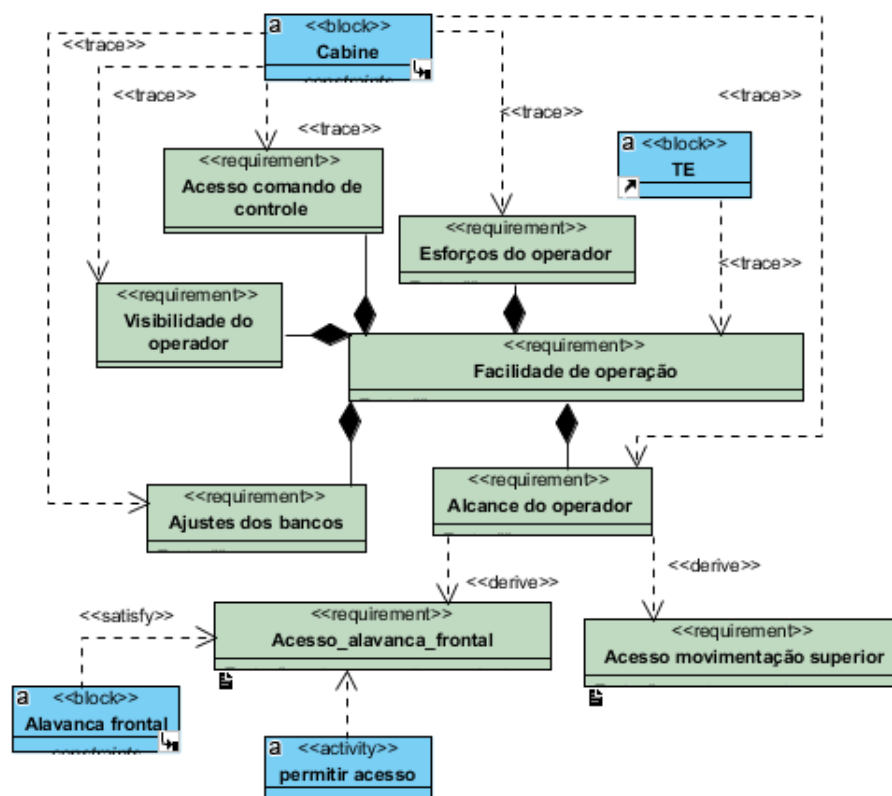 a <<block>>
Cabine
<<trace>>
<<trace>>
<<trace>>
<<trace>>
<<trace>>
<<requirement>>
Acesso comando de
controle
a <<block>>
TE
<<requirement>>
Esforços do operador
<<trace>>
<<requirement>>
Visibilidade do
operador
<<requirement>>
Facilidade de operação
<<requirement>>
Ajustes dos bancos
<<requirement>>
Alcance do operador
<<derive>>
<<derive>>
<<satisfy>>
<<requirement>>
Acesso_alavanca_frontal
<<requirement>>
Acesso movimentação superior
a <<block>>
Alavanca frontal
a <<activity>>
permitir acesso